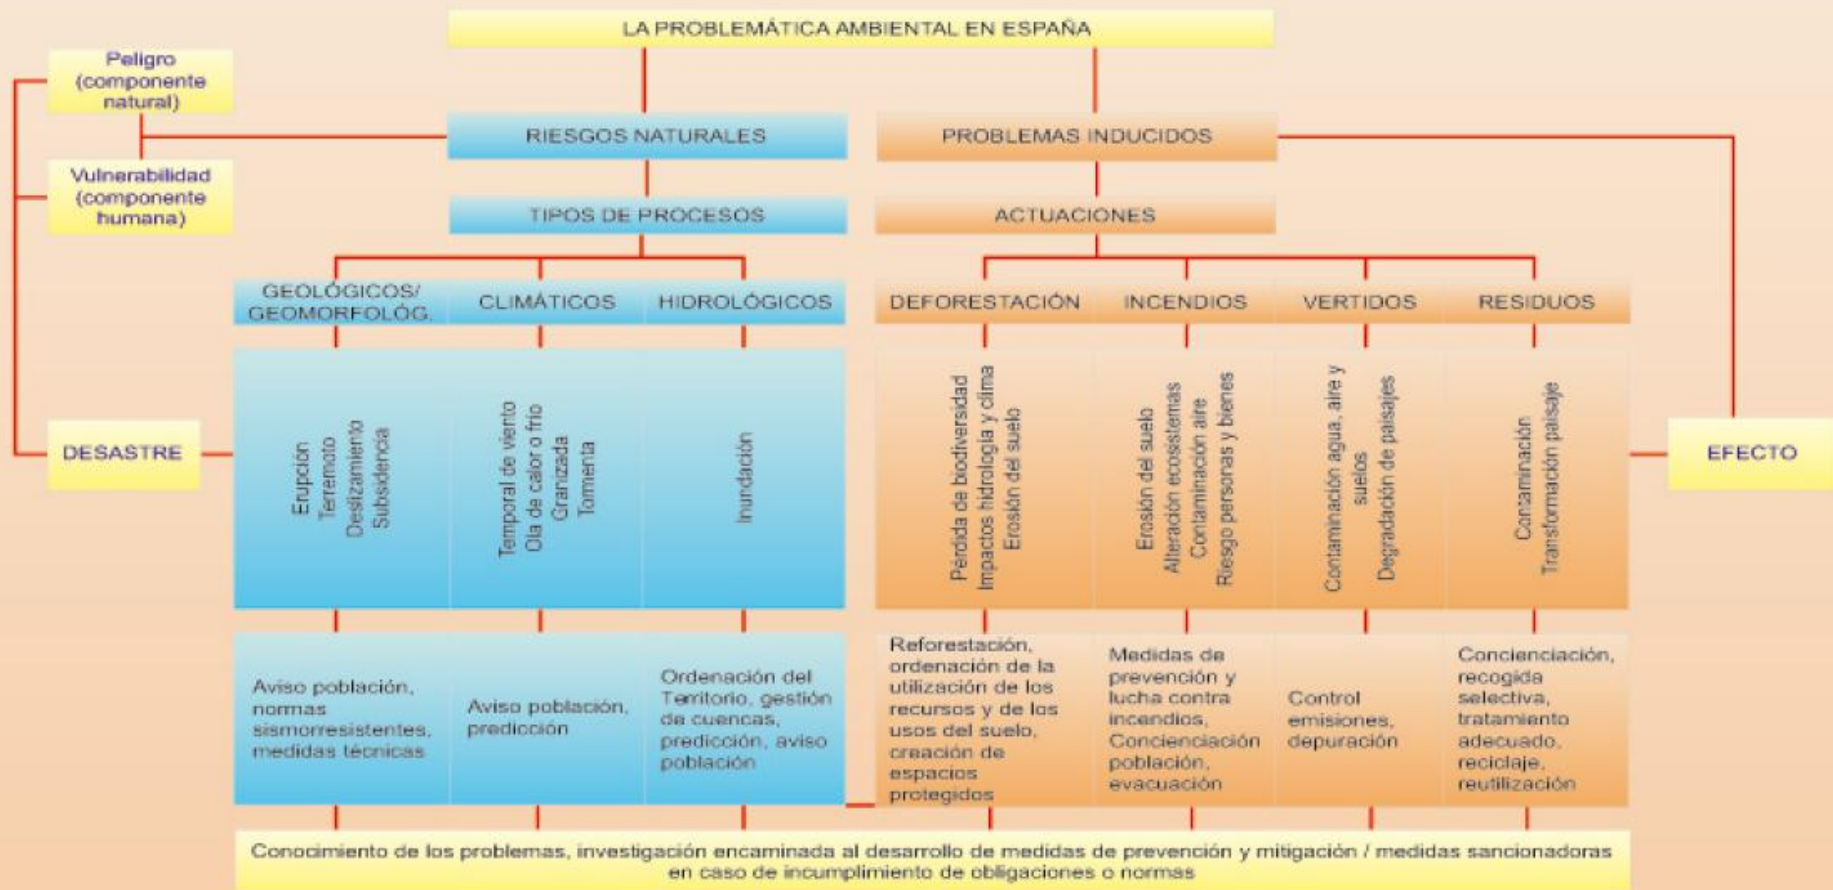 LA PROBLEMÁTICA AMBIENTAL EN ESPAÑA
Peligro
(componente
natural)
Vulnerabilidad
(componente
humana)
RIESGOS NATURALES
PROBLEMAS INDUCIDOS
TIPOS DE PROCESOS
ACTUACIONES
GEOLÓGICOS/
GEOMORFOLÓG.
CLIMÁTICOS
HIDROLÓGICOS
DEFORESTACIÓN
INCENDIOS
VERTIDOS
RESIDUOS
DESASTRE
Erupción
Terremoto
Deslizamiento
Subsidencia
Temporal de viento
Ola de calor o frío
Granizada
Tormenta
Inundación
Pérdida de biodiversidad
Impactos hidrología y clima
Erosión del suelo
Erosión del suelo
Alteración ecosistemas
Contaminación aire
Riesgo personas y bienes
Contaminación agua, aire y
suelos
Degradación de paisajes
Contaminación
Transformación paisaje
EFECTO
Aviso población,
normas
sismorresistentes,
medidas técnicas
Aviso población,
predicción
Ordenación del
Territorio, gestión
de cuencas,
predicción, aviso
población
Reforestación,
ordenación de la
utilización de los
recursos y de los
usos del suelo,
creación de
espacios
protegidos
Medidas de
prevención y
lucha contra
incendios,
Concienciación
población,
evacuación
Control
emisiones,
depuración
Concienciación,
recogida
selectiva,
tratamiento
adecuado,
reciclaje,
reutilización
Conocimiento de los problemas, investigación encaminada al desarrollo de medidas de prevención y mitigación / medidas sancionadoras
en caso de incumplimiento de obligaciones o normas